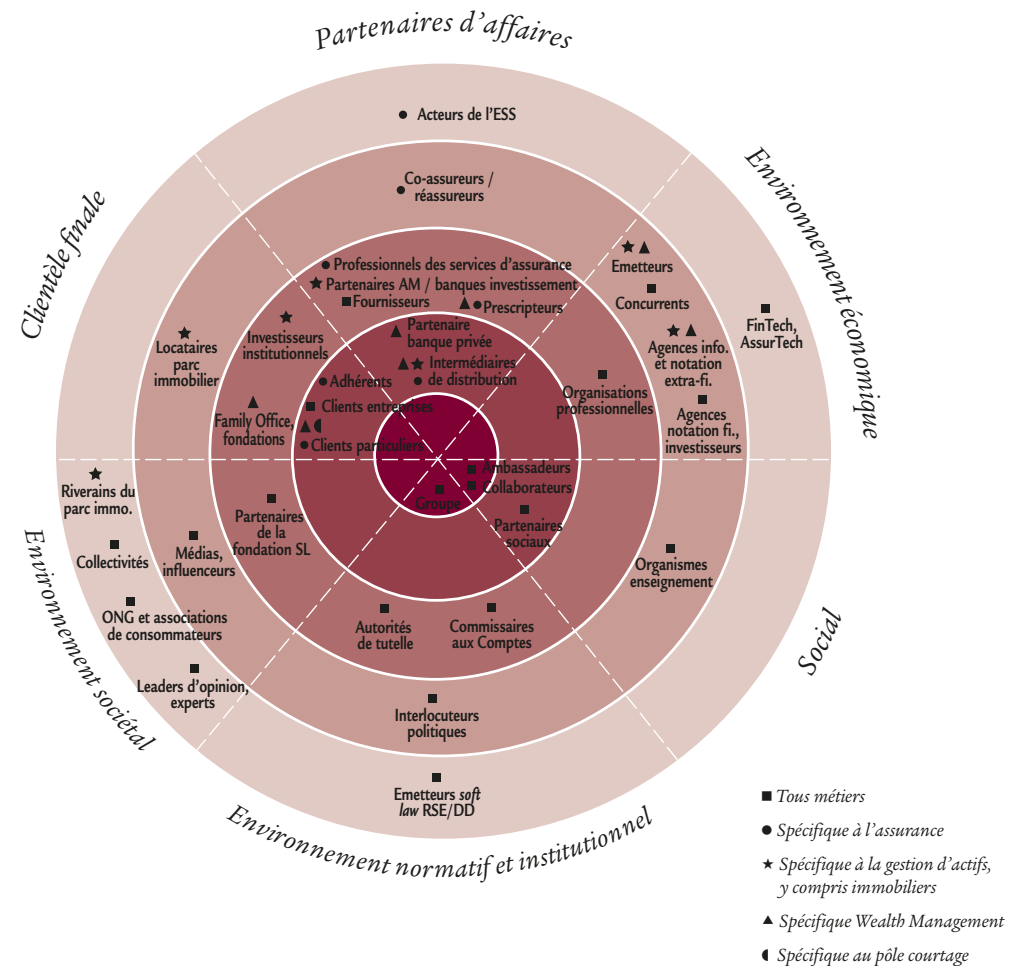 Partenaires d'affaires
Acteurs de l'ESS
Co-assureurs /
réassureurs
Professionnels des services d'assurance
Partenaires AM / banques investissement
Fournisseurs
Prescripteurs
Partenaire
banque privée
Intermédiaires
de distribution
Clientèle finale
Locataires
parc
immobilier
Investisseurs
institutionnels
Family Office,
fondations
Adhérents
Clients entreprises
Clients particuliers
Environnement économique
Emetteurs
Concurrents
Agences info.
et notation
extra-fi.
Agences
notation fi.,
investisseurs
FinTech,
AssurTech
Organisations
professionnelles
Ambassadeurs
Collaborateurs
Groupe
Partenaires
sociaux
Organismes
enseignement
Social
Riverains du
parc immo.
Collectivités
Médias,
influenceurs
Partenaires
de la
fondation SL
ONG et associations
de consommateurs
Leaders d'opinion,
experts
Environnement sociétal
Autorités
de tutelle
Commissaires
aux Comptes
Interlocuteurs
politiques
Emetteurs soft
law RSE/DD
Environnement normatif et institutionnel
Tous métiers
Spécifique à l'assurance
Spécifique à la gestion d'actifs,
y compris immobiliers
Spécifique Wealth Management
Spécifique au pôle courtage